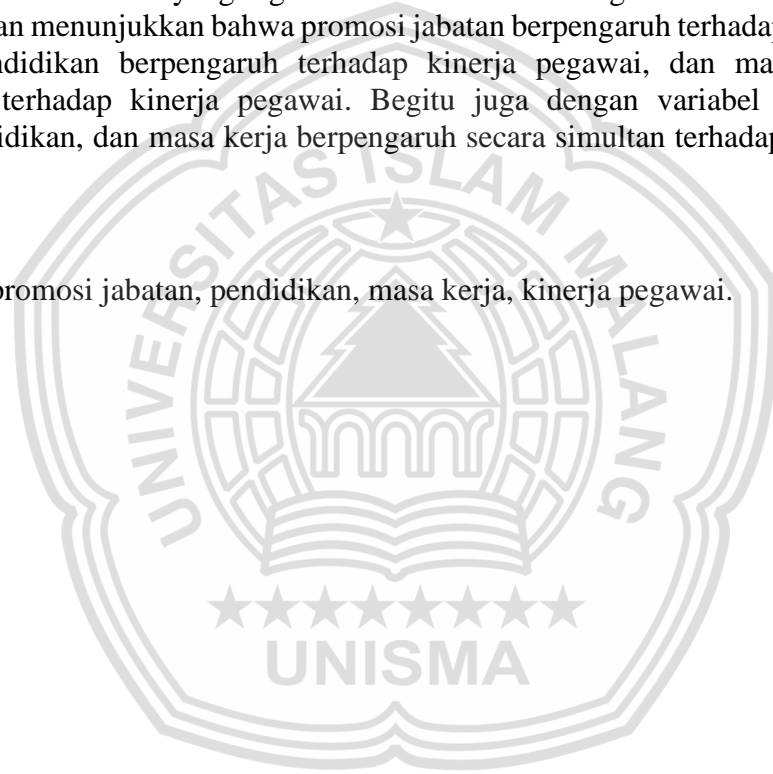 an menunjukkan bahwa promosi jabatan berpengaruh terhadap
ndidikan berpengaruh terhadap kinerja pegawai, dan ma
terhadap kinerja pegawai. Begitu juga dengan variabel
idikan, dan masa kerja berpengaruh secara simultan terhadap
promosi jabatan, pendidikan, masa kerja, kinerja pegawai.
UNIVERSITAS ISLAM MALANG
UNISMA